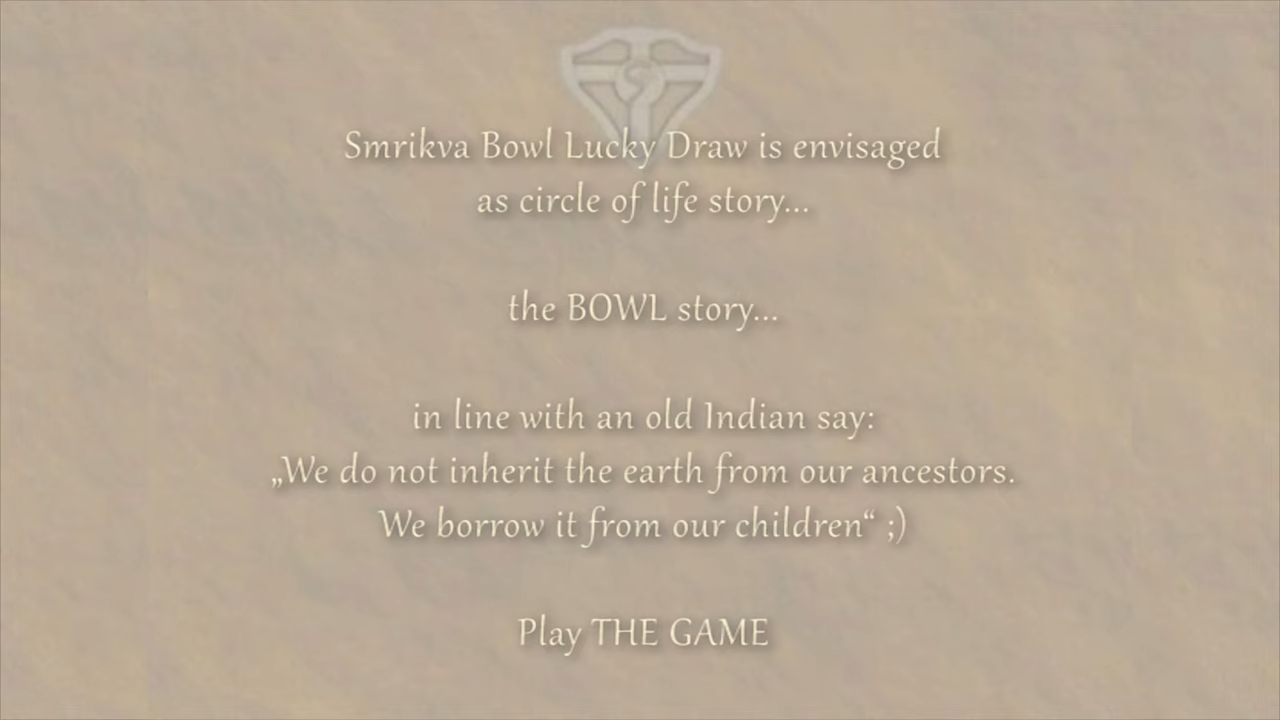 Smrikva Bowl Lucky Draw is envisaged
as circle of life story...
the BOWL story...
in line with an old Indian say:
„We do not inherit the earth from our ancestors.
We borrow it from our children“ ;)
Play THE GAME